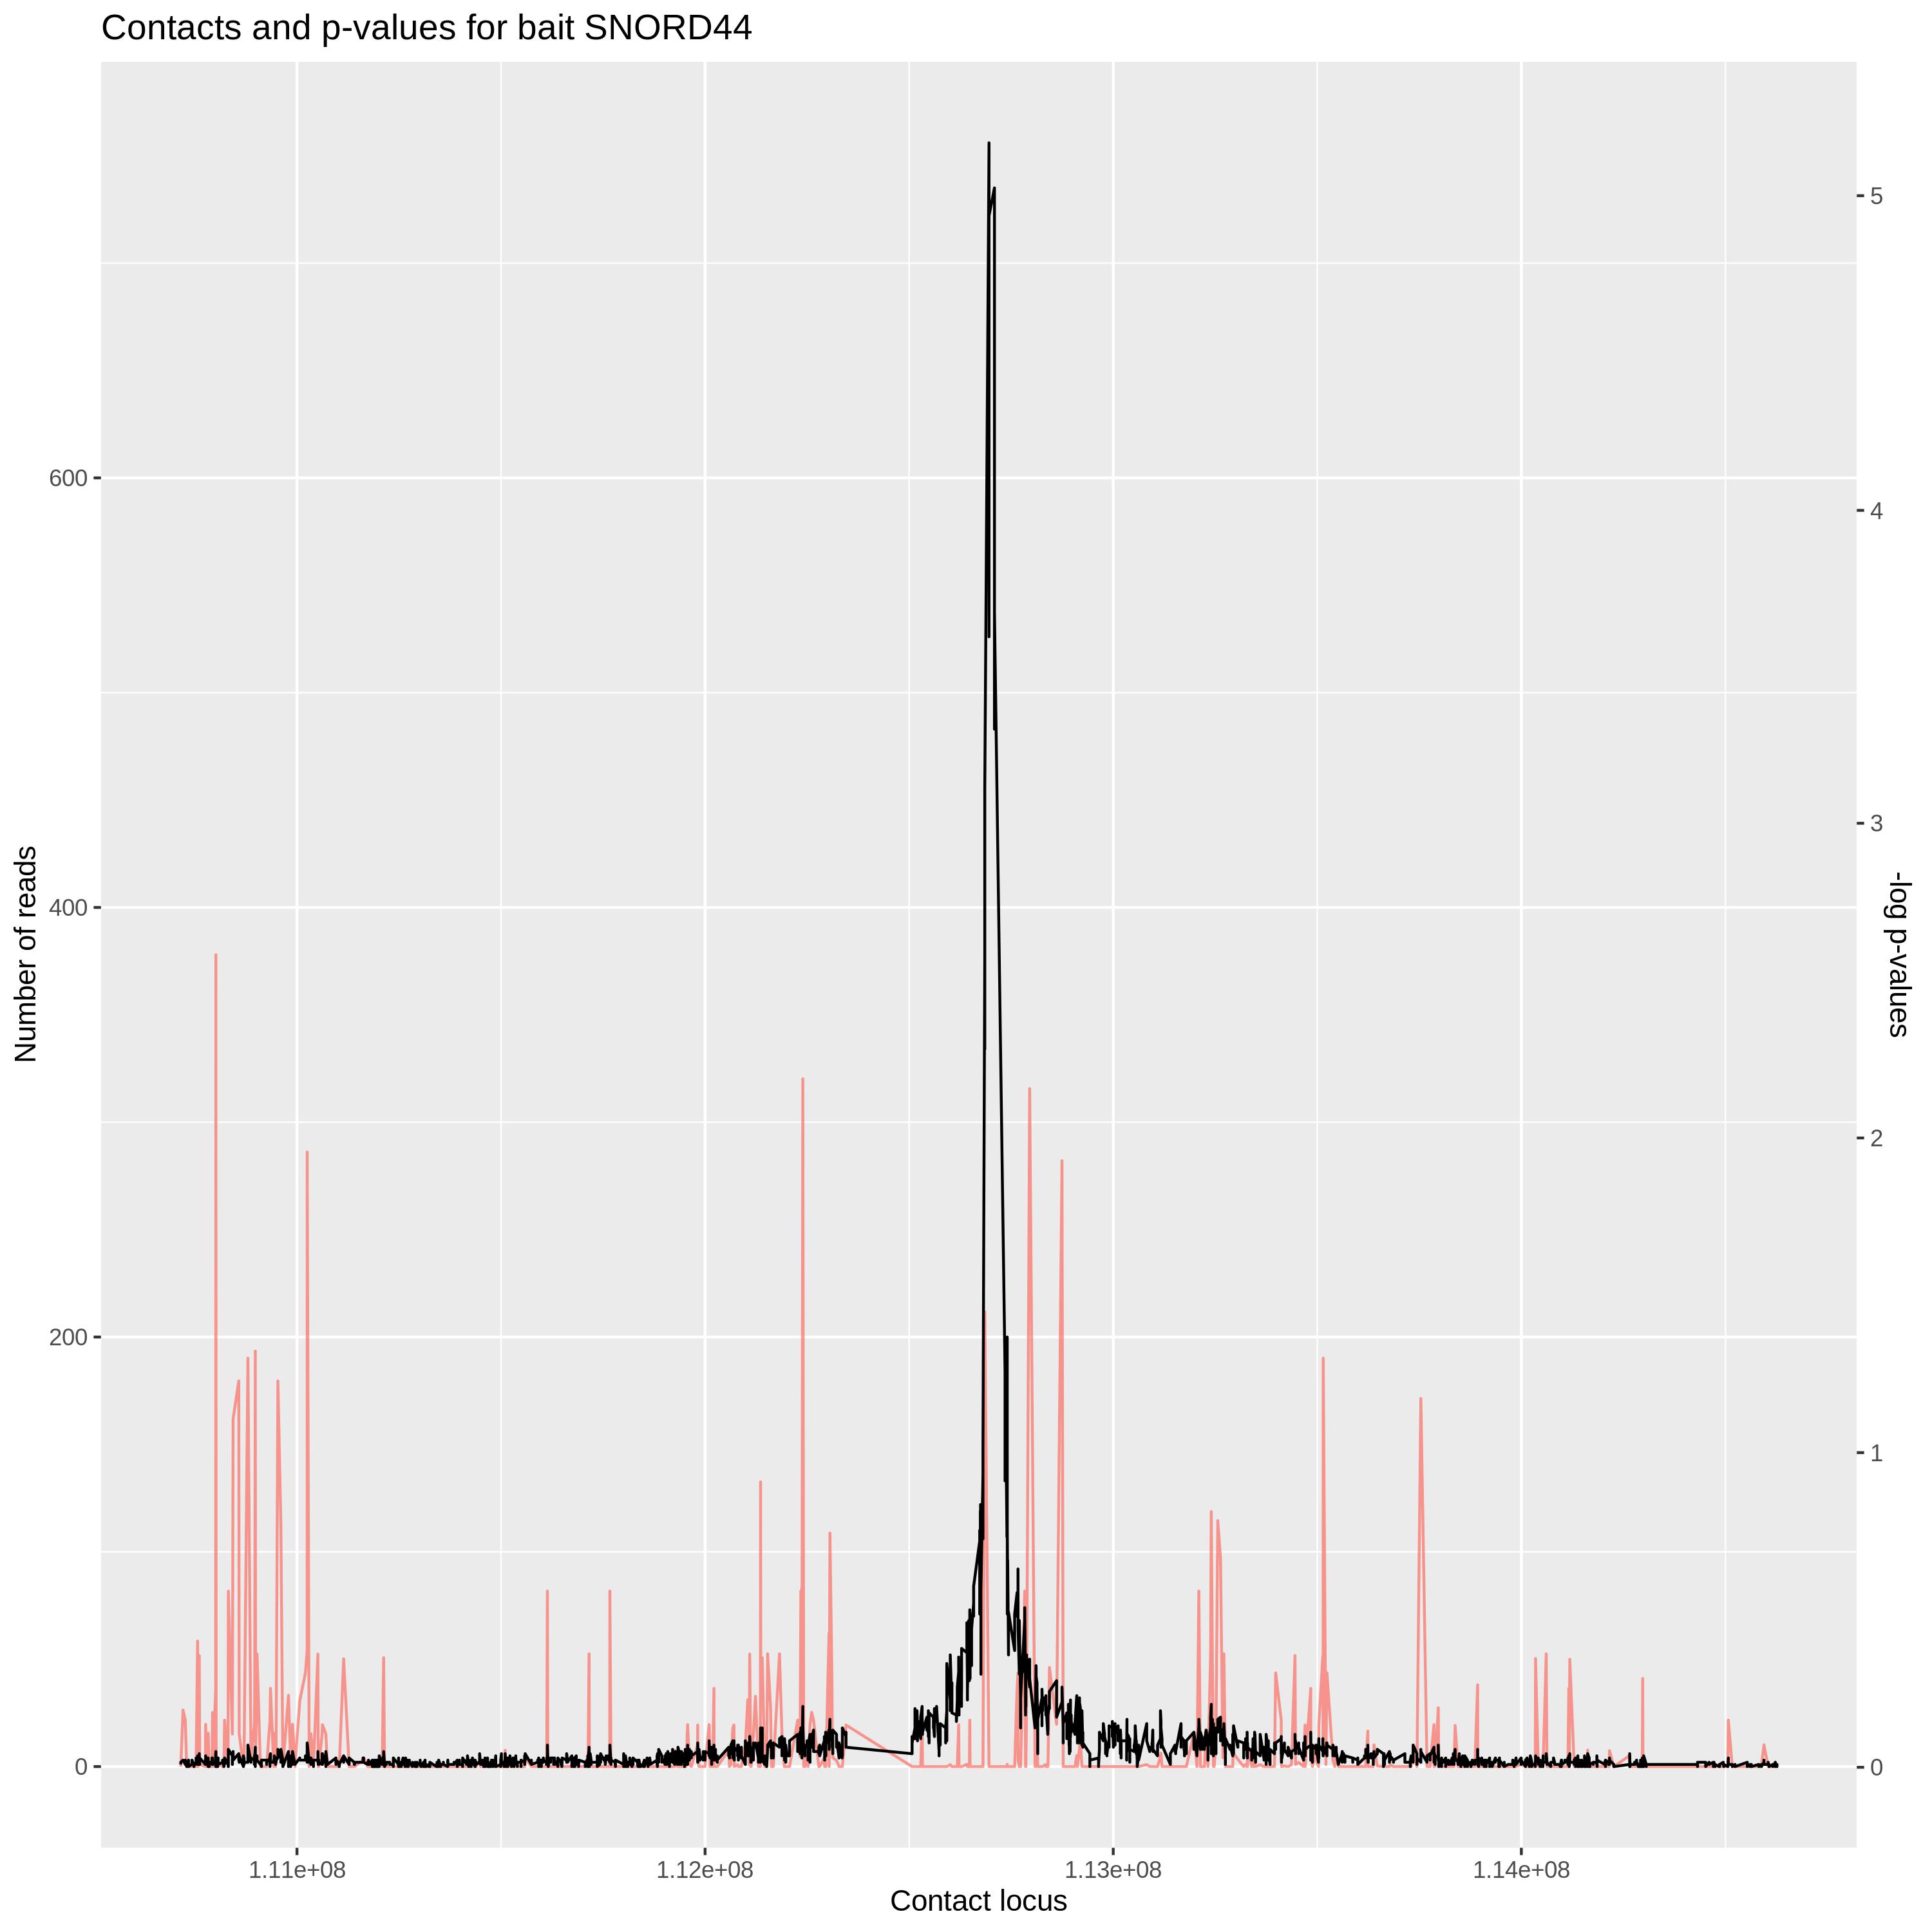 Contacts and p-values for bait SNORD44
Number of reads
600
400
200
0
5
4
3
2
1
0
-log p-values
1.11e+08 1.12e+08 1.13e+08 1.14e+08
Contact locus